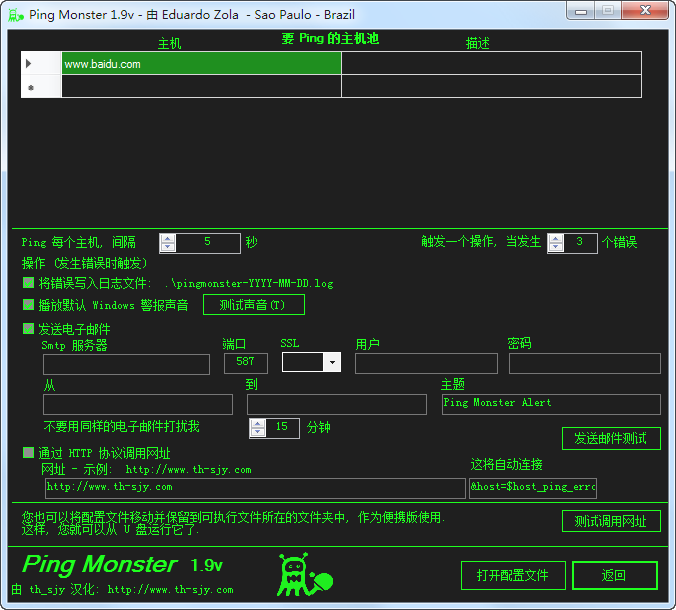 Ping Monster 1.9v - 由 Eduardo Zola - Sao Paulo - Brazil
要 Ping 的主机池
主机 描述
www.baidu.com
Ping 每个主机, 间隔 5 秒 触发一个操作, 当发生 3 个错误
操作 (发生错误时触发)
将错误写入日志文件: .\pingmonster-YYYY-MM-DD.log
播放默认 Windows 警报声音 测试声音(T)
发送电子邮件
Smtp 服务器 端口 SSL 用户 密码
587
从 到 主题
Ping Monster Alert
不要用同样的电子邮件打扰我 15 分钟
发送邮件测试
通过 HTTP 协议调用网址
网址 - 示例: http://www.th-sjy.com 这将自动连接
http://www.th-sjy.com &host=$host_ping_erro
您也可以将配置文件移动并保留到可执行文件所在的文件夹中, 作为便携版使用.
这样, 您就可以从 U 盘运行它了.
测试调用网址
Ping Monster 1.9v
由 th_sjy 汉化: http://www.th-sjy.com
打开配置文件 返回